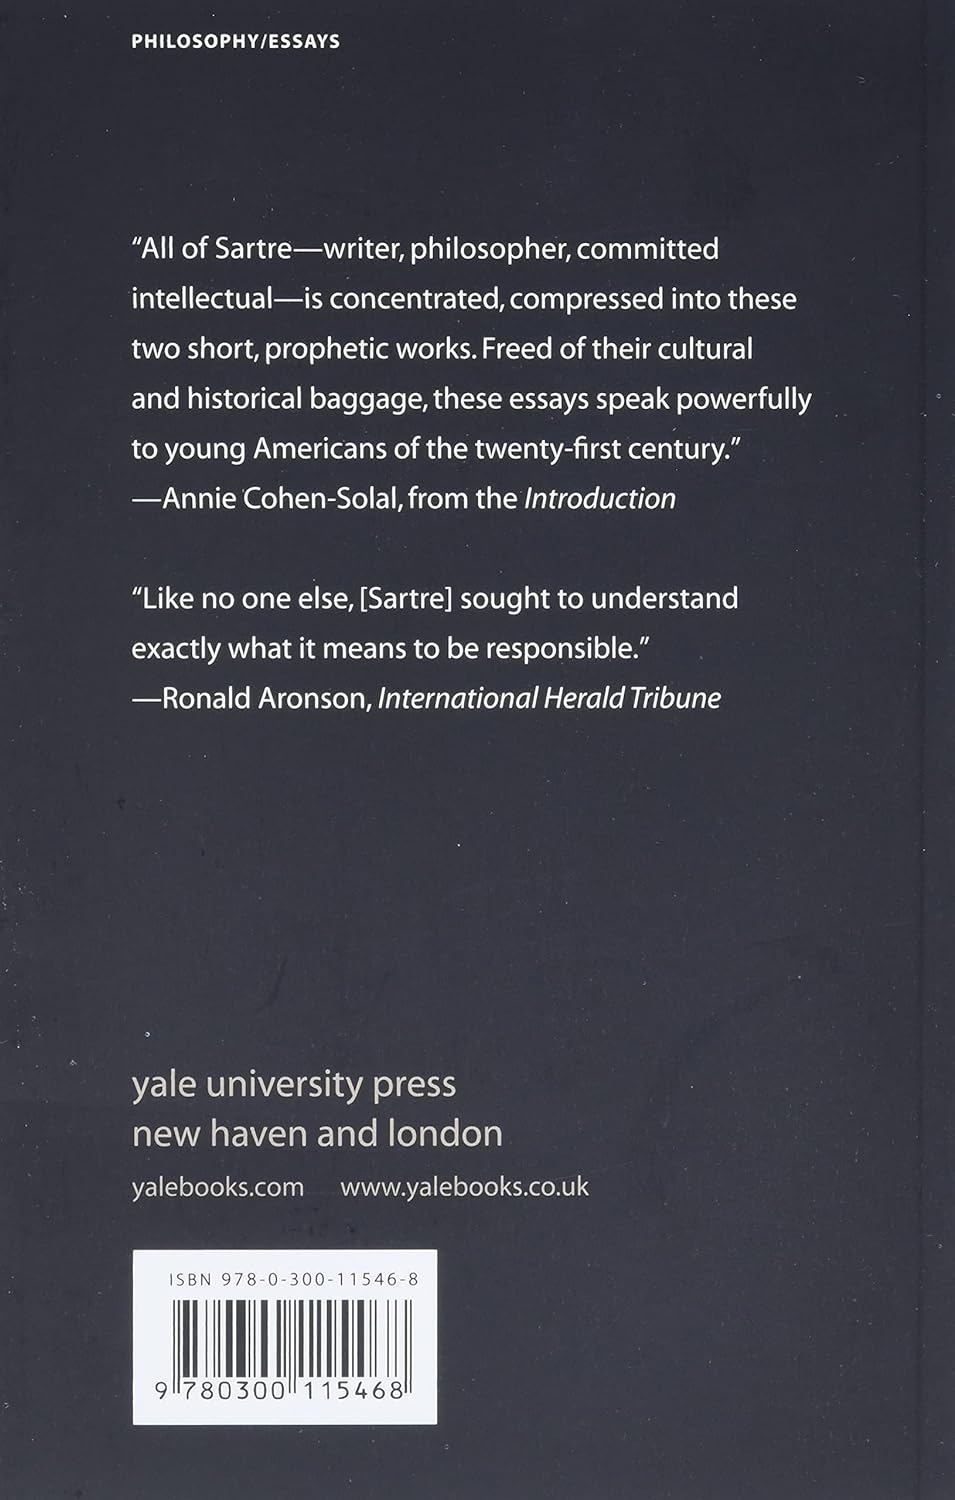 PHILOSOPHY/ESSAYS
“All of Sartre—writer, philosopher, committed
intellectual—is concentrated, compressed into these
two short, prophetic works. Freed of their cultural
and historical baggage, these essays speak powerfully
to young Americans of the twenty-first century.”
—Annie Cohen-Solal, from the Introduction
“Like no one else, [Sartre] sought to understand
exactly what it means to be responsible.”
—Ronald Aronson, International Herald Tribune
yale university press
new haven and london
yalebooks.com www.yalebooks.co.uk
ISBN 978-0-300-11546-8
9 780300 115468